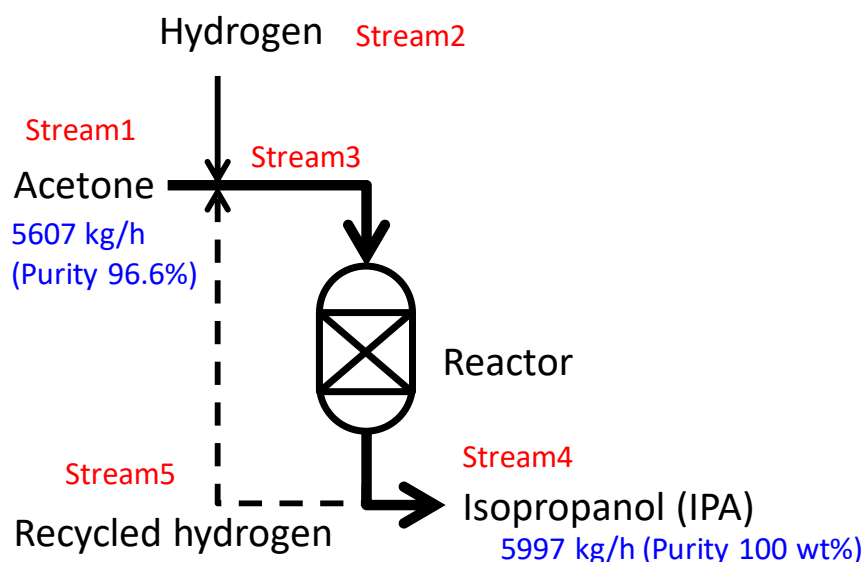 Hydrogen
Stream2
Stream1
Stream3
Acetone
5607 kg/h
(Purity 96.6%)
Reactor
Stream5
Stream4
Recycled hydrogen
Isopropanol (IPA)
5997 kg/h (Purity 100 wt%)